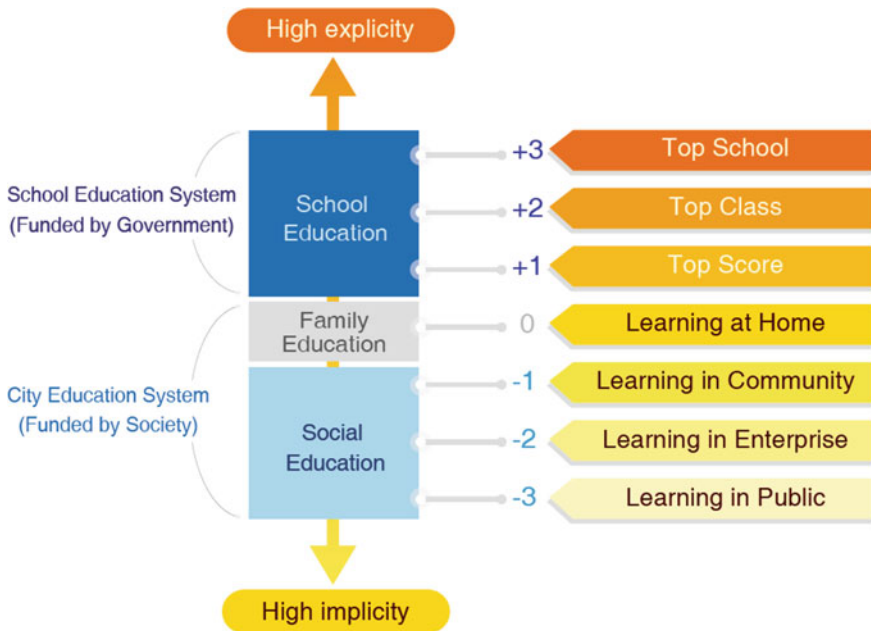 High explicity
School Education System
(Funded by Government)
School
Education
+3
Top School
+2
Top Class
+1
Top Score
City Education System
(Funded by Society)
Family
Education
0
Learning at Home
Social
Education
-1
Learning in Community
-2
Learning in Enterprise
-3
Learning in Public
High implicity